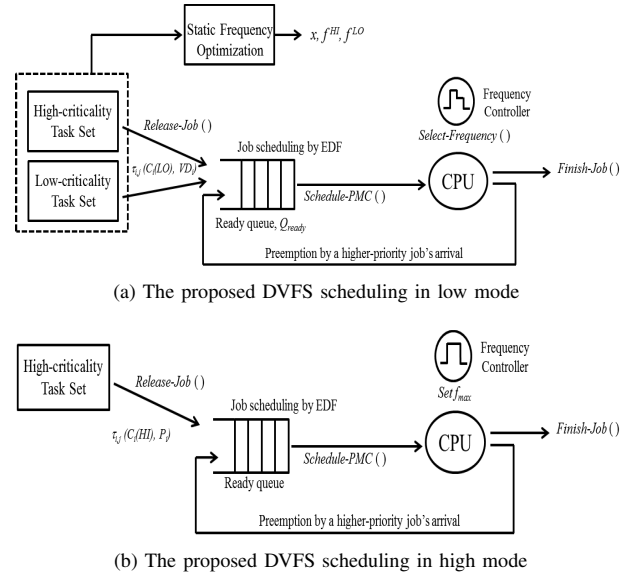 Static Frequency
Optimization
x, f^HI, f^LO
High-criticality
Task Set
Low-criticality
Task Set
Release-Job ( )
τi,j (Ci(LO), VDi)
Job scheduling by EDF
Ready queue, Qready
Schedule-PMC ( )
Frequency
Controller
Select-Frequency ( )
CPU
Finish-Job ( )
Preemption by a higher-priority job's arrival
(a) The proposed DVFS scheduling in low mode
High-criticality
Task Set
Release-Job ( )
τi,j (Ci(HI), Pi)
Job scheduling by EDF
Ready queue
Schedule-PMC ( )
Frequency
Controller
Set fmax
CPU
Finish-Job ( )
Preemption by a higher-priority job's arrival
(b) The proposed DVFS scheduling in high mode